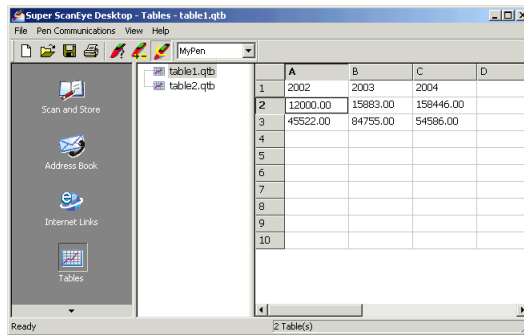 Super ScanEye Desktop - Tables - table1.qtb
File Pen Communications View Help
MyPen
Scan and Store
Address Book
Internet Links
Tables
table1.qtb
table2.qtb
A B C D
1 2002 2003 2004
2 12000.00 15883.00 158446.00
3 45522.00 84755.00 54586.00
4
5
6
7
8
9
10
Ready 2 Table(s)